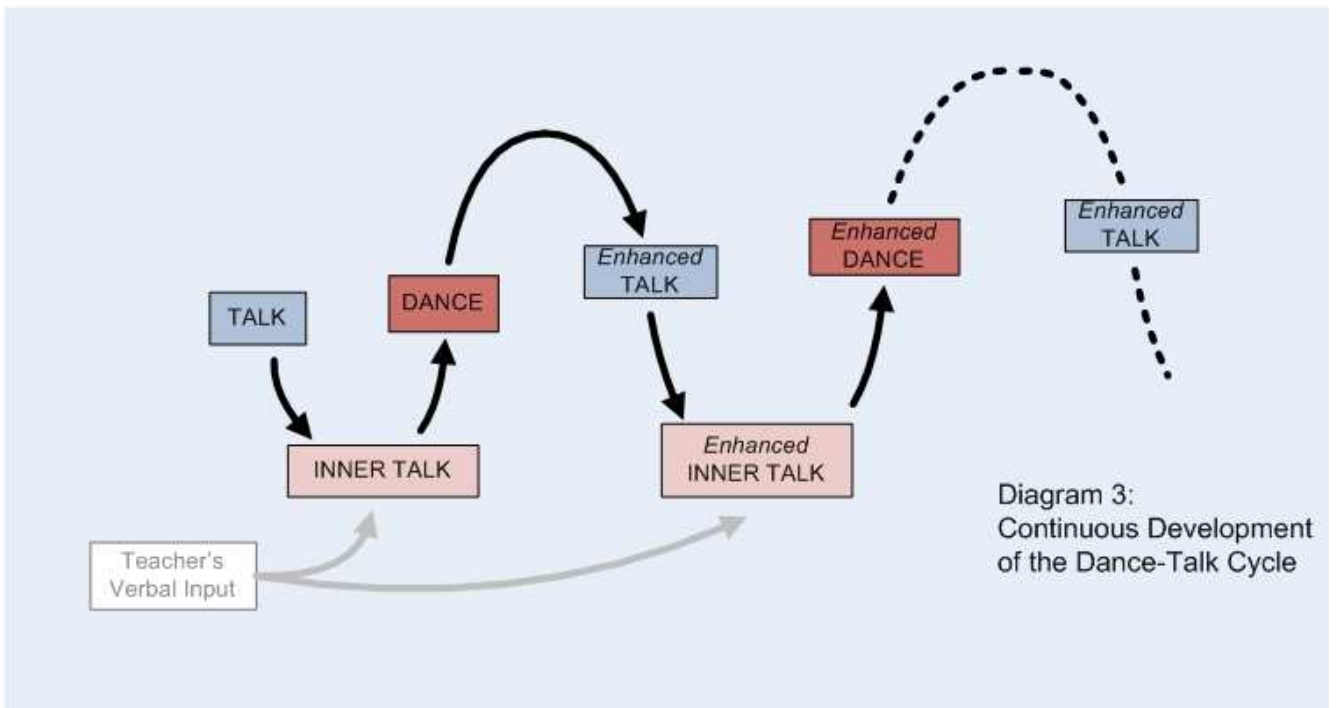 TALK
INNER TALK
DANCE
Enhanced
TALK
Enhanced
INNER TALK
Enhanced
DANCE
Enhanced
TALK
Teacher's
Verbal Input
Diagram 3:
Continuous Development
of the Dance-Talk Cycle